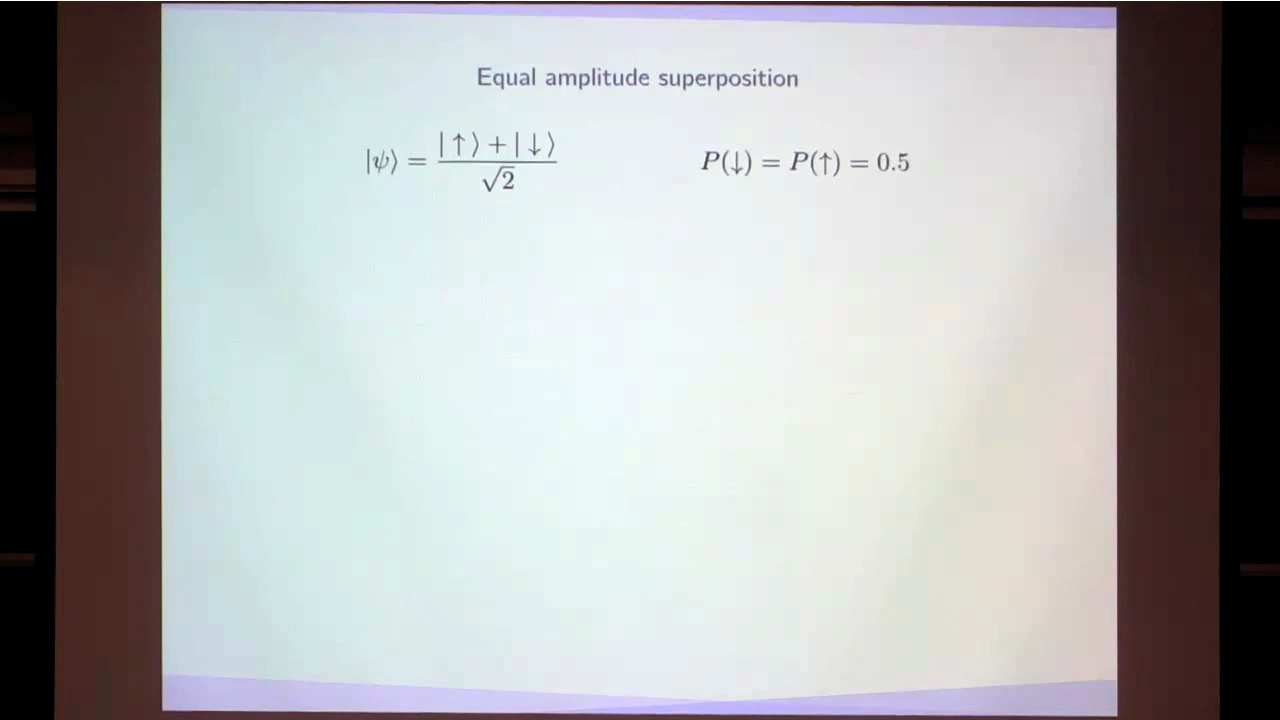 Equal amplitude superposition
|ψ⟩ = (|↑⟩ + |↓⟩) / √2
P(↓) = P(↑) = 0.5